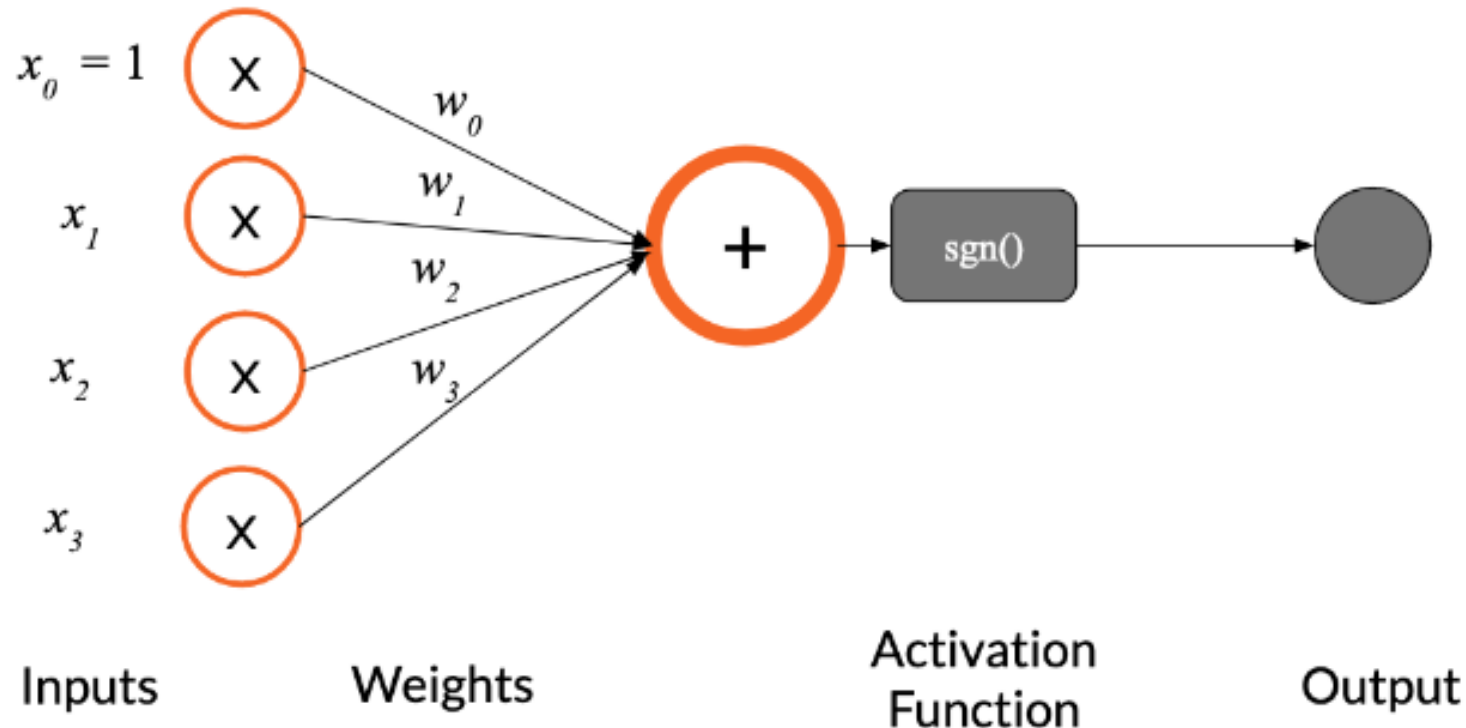 x₀ = 1
x
w₀
x₁
x
w₁
+
sgn()
w₂
x₂
x
w₃
x₃
x
Inputs
Weights
Activation
Function
Output